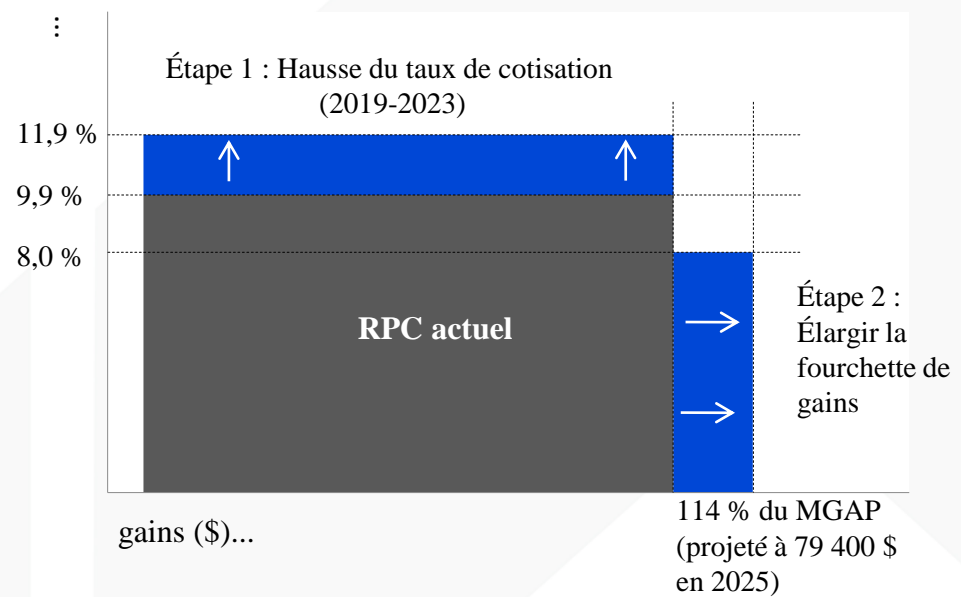 ⋮
Étape 1 : Hausse du taux de cotisation
(2019-2023)
11,9 %
9,9 %
8,0 %
RPC actuel
Étape 2 :
Élargir la
fourchette de
gains
gains ($)...
114 % du MGAP
(projeté à 79 400 $
en 2025)